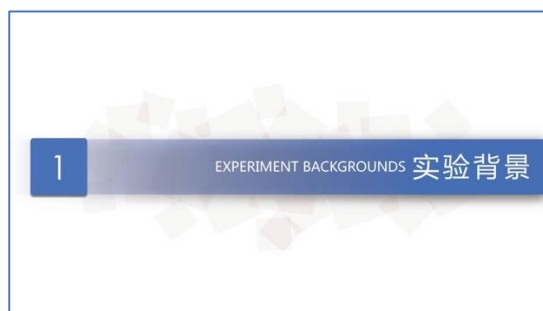 1
EXPERIMENT BACKGROUNDS 实验背景